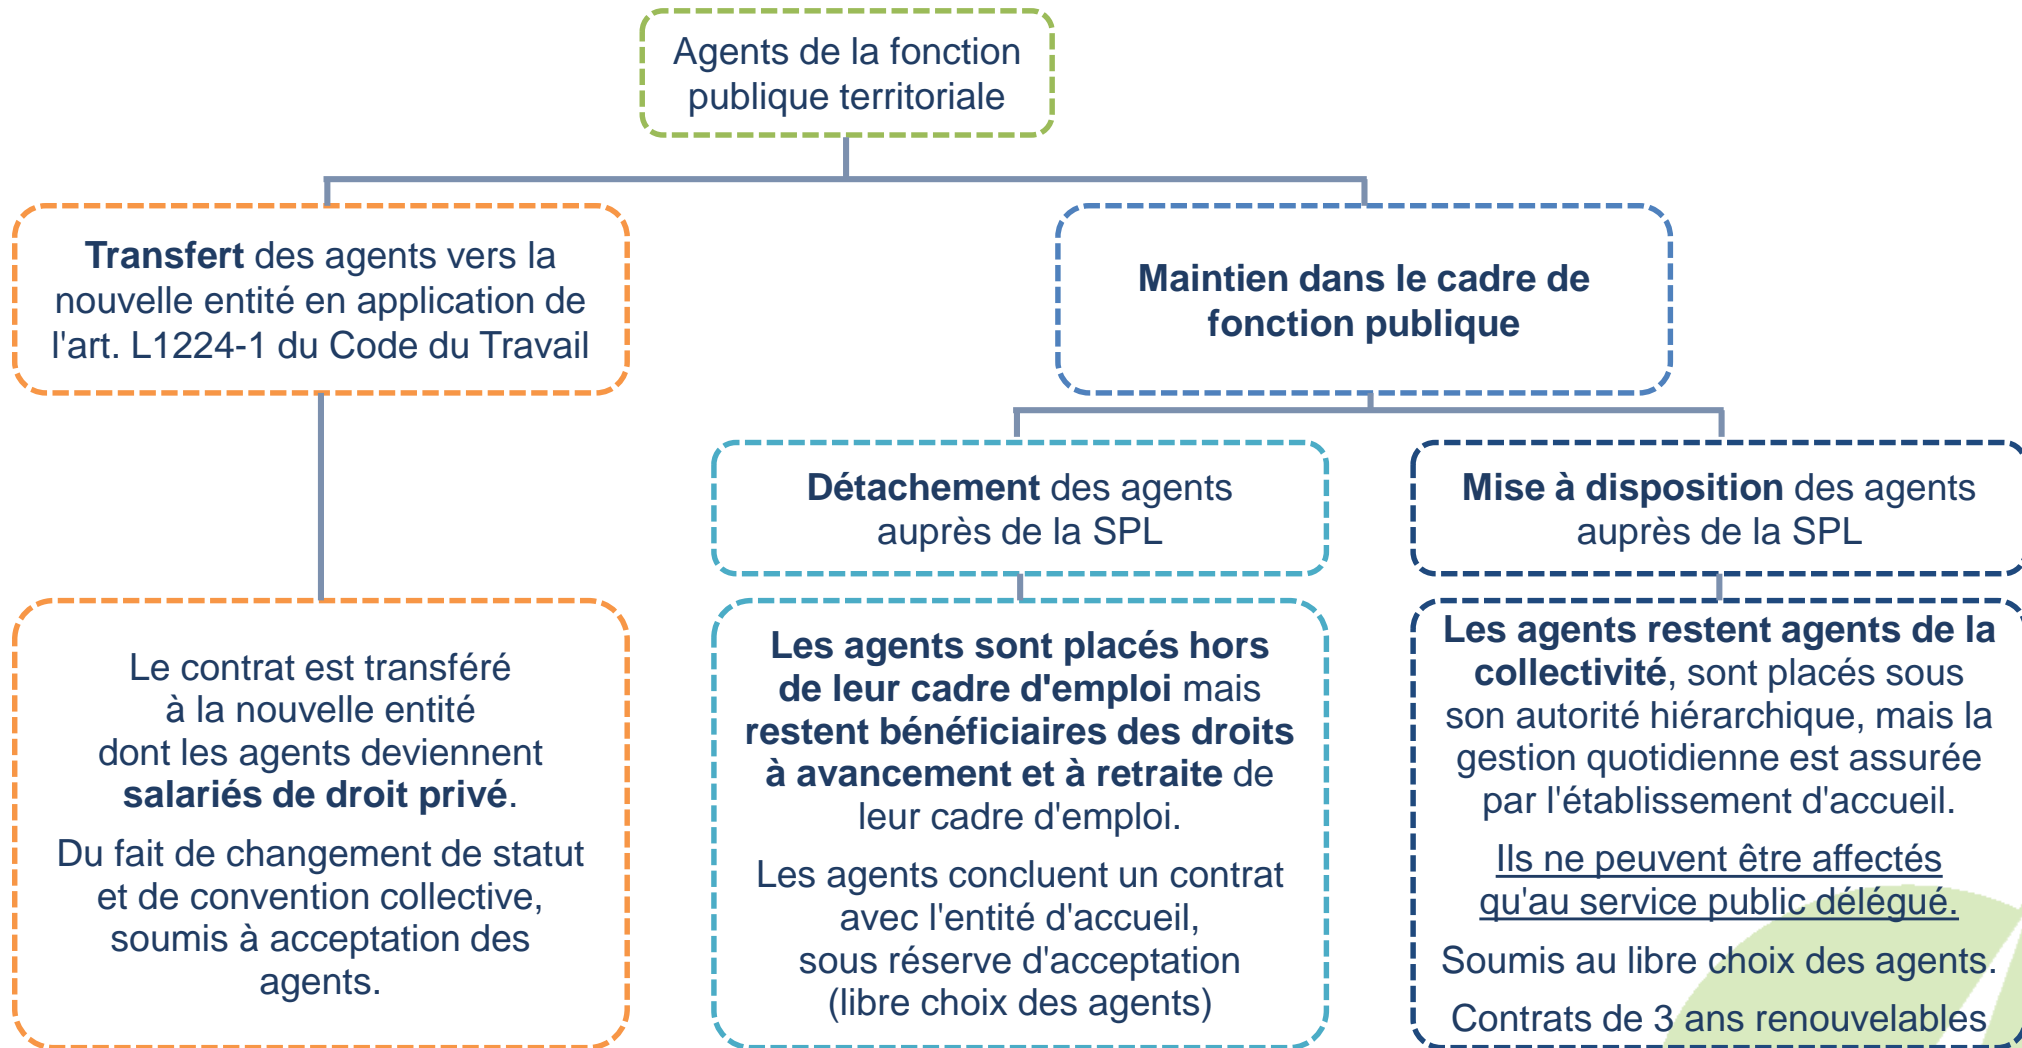 Agents de la fonction
publique territoriale
Transfert des agents vers la
nouvelle entité en application de
l'art. L1224-1 du Code du Travail
Maintien dans le cadre de
fonction publique
Détachement des agents
auprès de la SPL
Mise à disposition des agents
auprès de la SPL
Le contrat est transféré
à la nouvelle entité
dont les agents deviennent
salariés de droit privé.
Du fait de changement de statut
et de convention collective,
soumis à acceptation des
agents.
Les agents sont placés hors
de leur cadre d'emploi mais
restent bénéficiaires des droits
à avancement et à retraite de
leur cadre d'emploi.
Les agents concluent un contrat
avec l'entité d'accueil,
sous réserve d'acceptation
(libre choix des agents)
Les agents restent agents de la
collectivité, sont placés sous
son autorité hiérarchique, mais la
gestion quotidienne est assurée
par l'établissement d'accueil.
Ils ne peuvent être affectés
qu'au service public délégué.
Soumis au libre choix des agents.
Contrats de 3 ans renouvelables